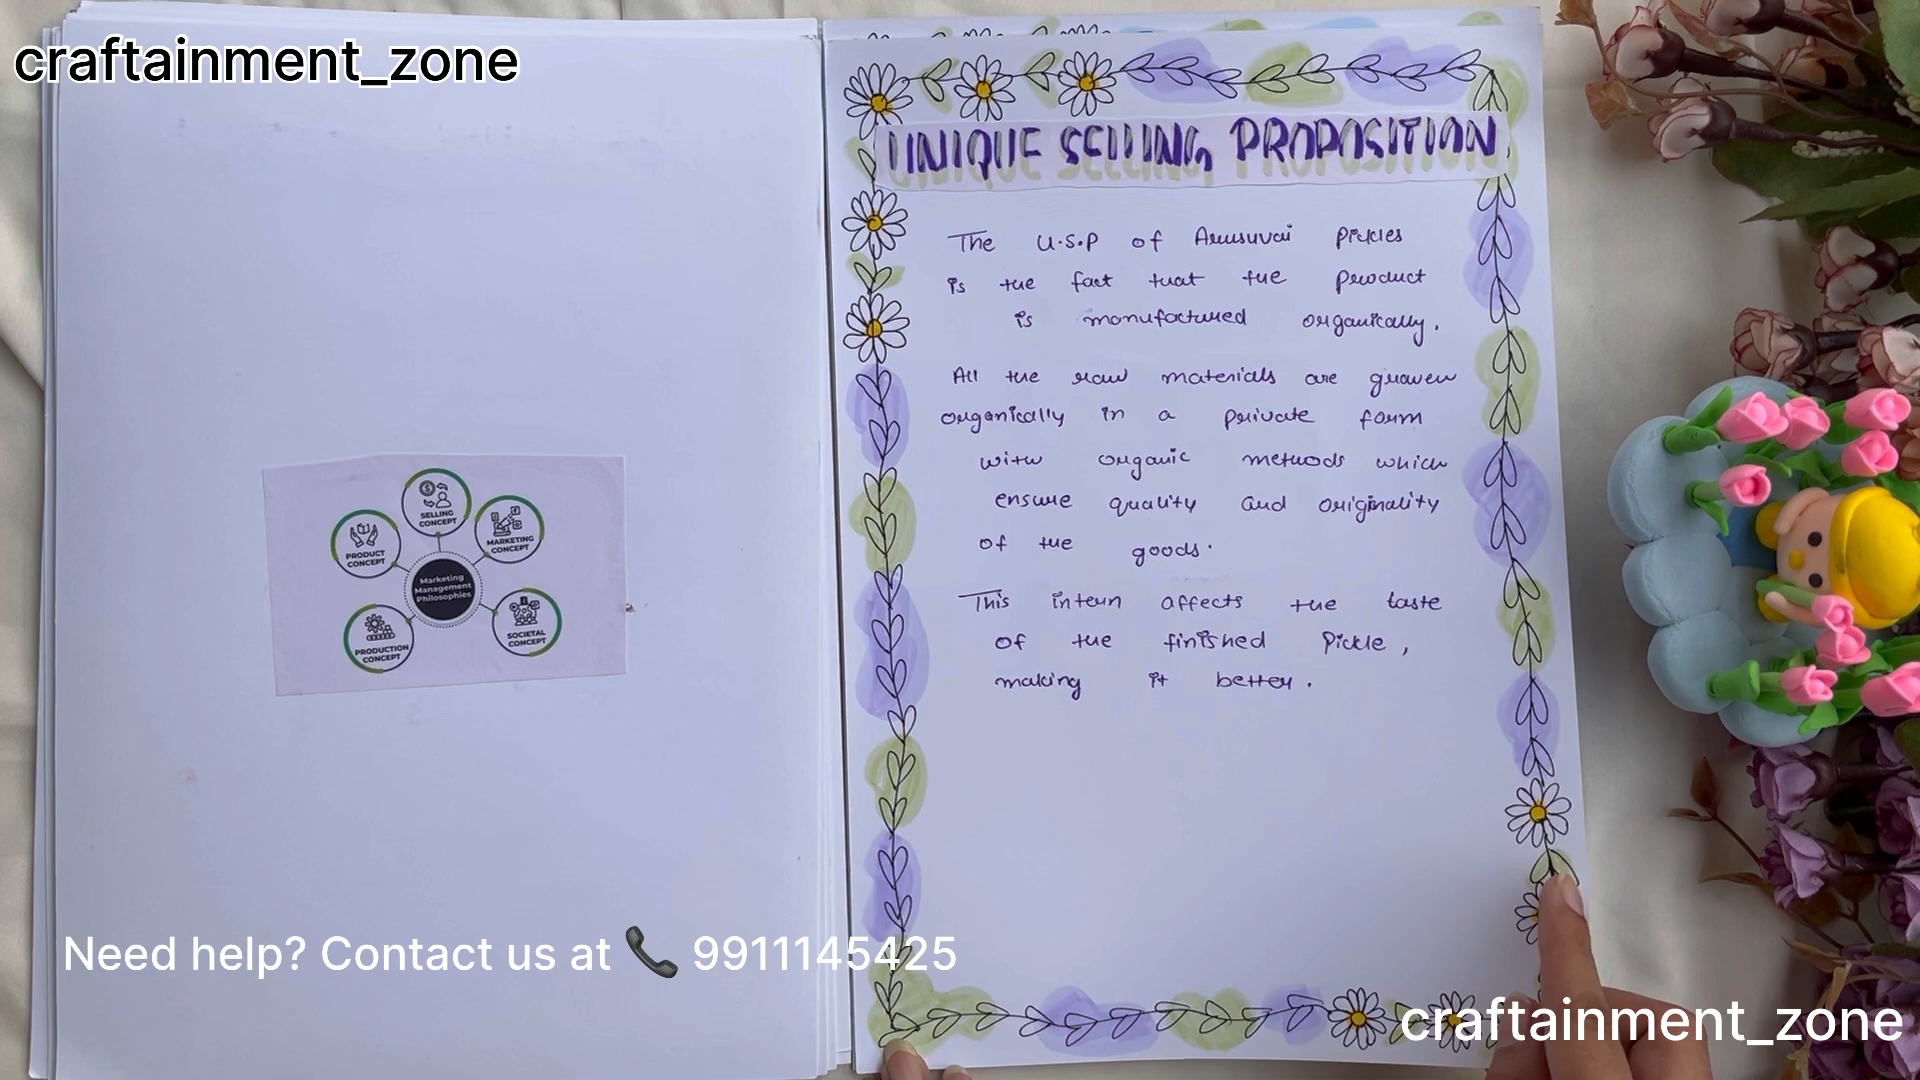 craftainment_zone
SELLING
CONCEPT
PRODUCT
CONCEPT
MARKETING
CONCEPT
Marketing
Management
Philosophies
PRODUCTION
CONCEPT
SOCIETAL
CONCEPT
UNIQUE SELLING PROPOSITION
The U.S.P of Arusuvai Pickles
is the fact that the product
is manufactured organically.
All the raw materials are grown
organically in a private farm
with organic methods which
ensure quality and originality
of the goods.
This intern affects the taste
of the finished Pickle,
making it better.
Need help? Contact us at 📞 9911145425
craftainment_zone